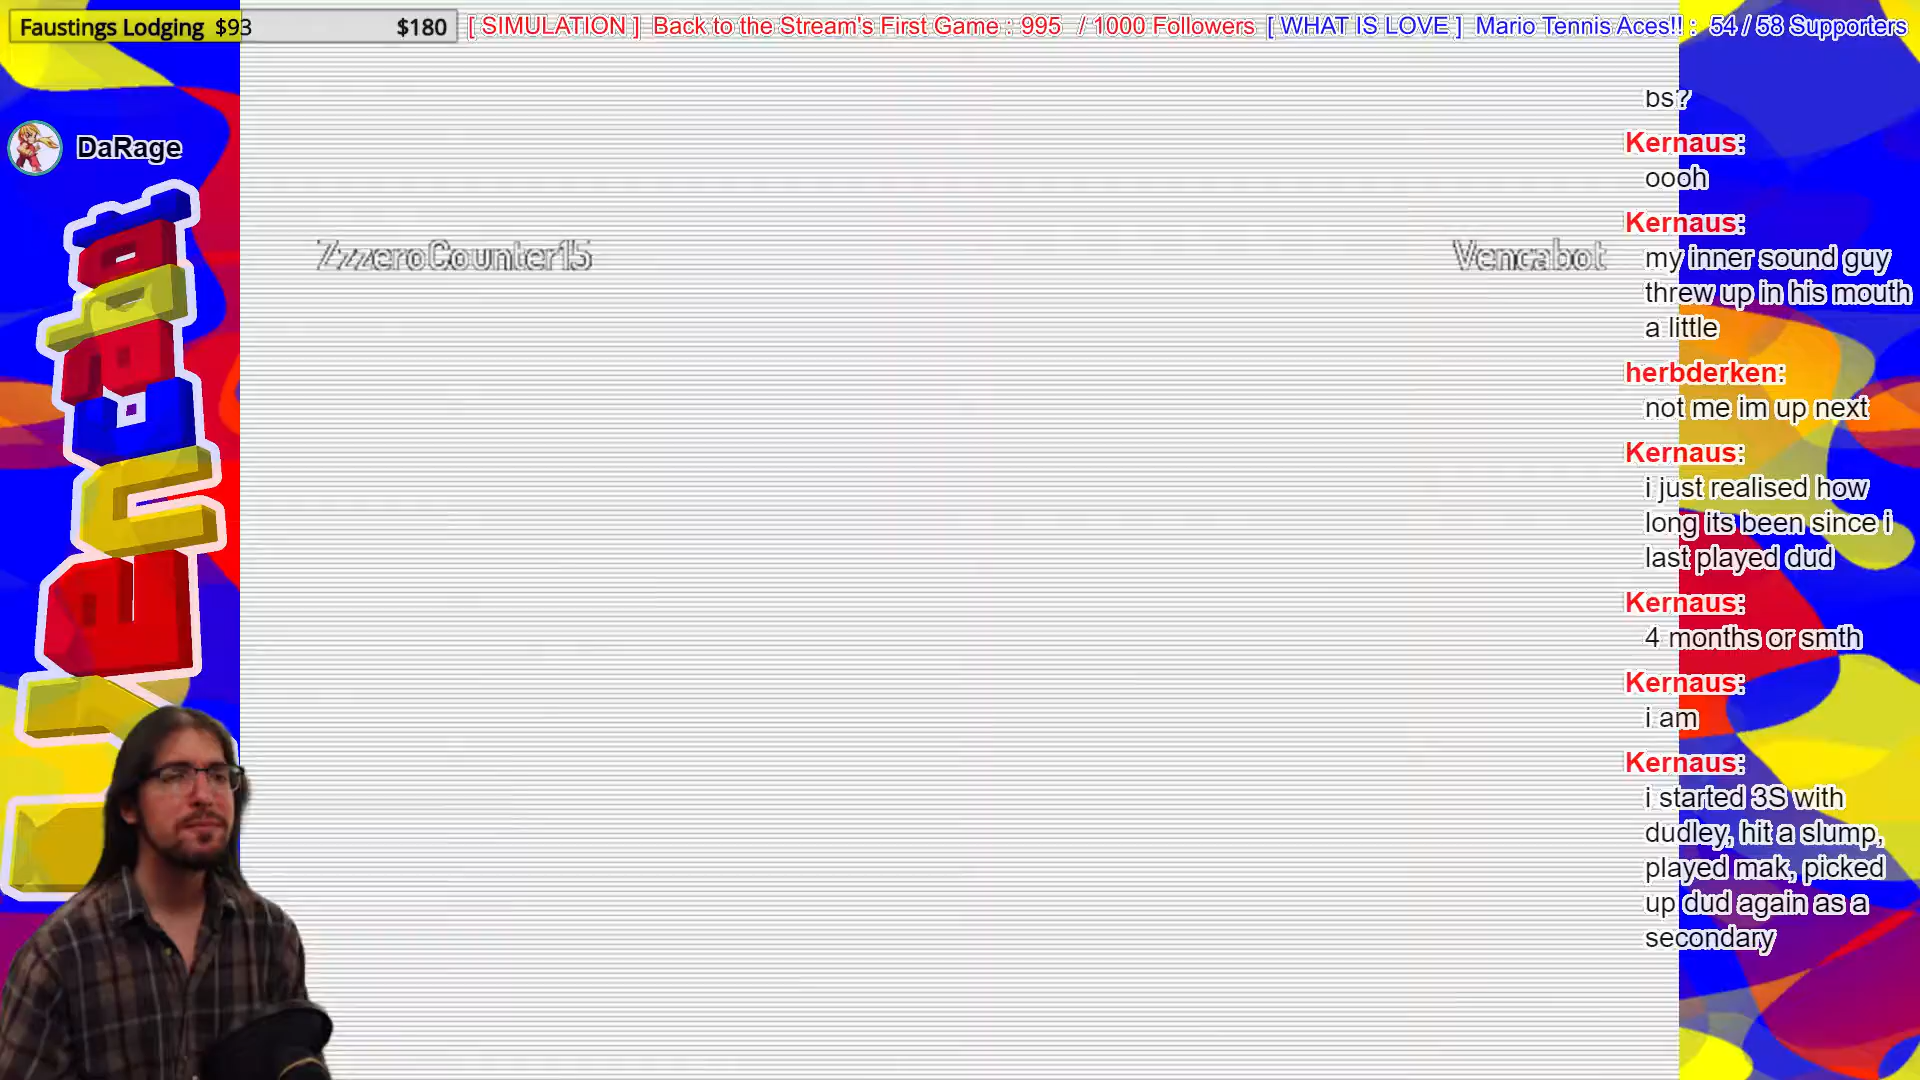 Faustings Lodging $93 $180 [ SIMULATION ] Back to the Stream's First Game : 995 / 1000 Followers [ WHAT IS LOVE ] Mario Tennis Aces!! : 54 / 58 Supporters
DaRage
Vencabot
ZzzeroCounter15
Vencabot
bs?
Kernaus:
oooh
Kernaus:
my inner sound guy
threw up in his mouth
a little
herbderken:
not me im up next
Kernaus:
i just realised how
long its been since i
last played dud
Kernaus:
4 months or smth
Kernaus:
i am
Kernaus:
i started 3S with
dudley, hit a slump,
played mak, picked
up dud again as a
secondary